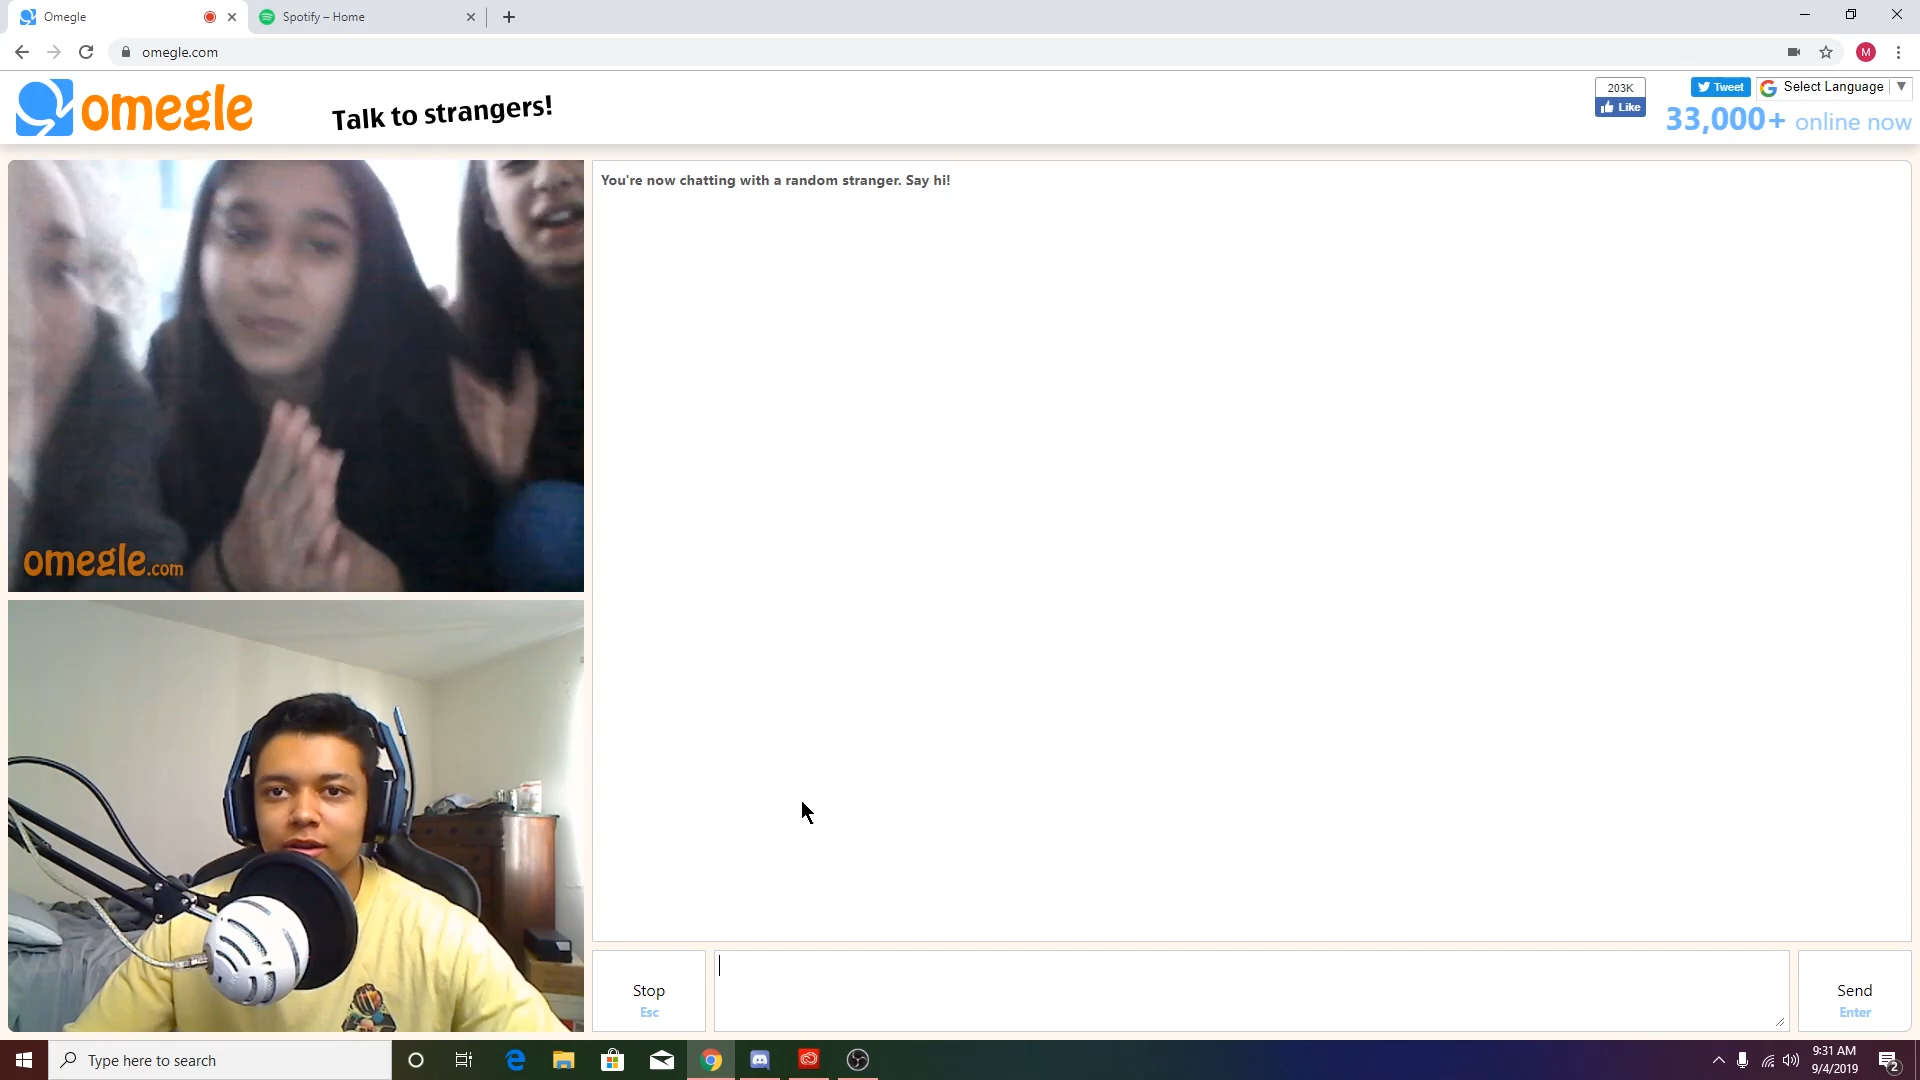 Omegle
Spotify – Home
omegle.com
omegle
Talk to strangers!
203K
Like
Tweet
Select Language
33,000+ online now
You're now chatting with a random stranger. Say hi!
omegle.com
Stop
Esc
Send
Enter
Type here to search
9:31 AM
9/4/2019
M
2